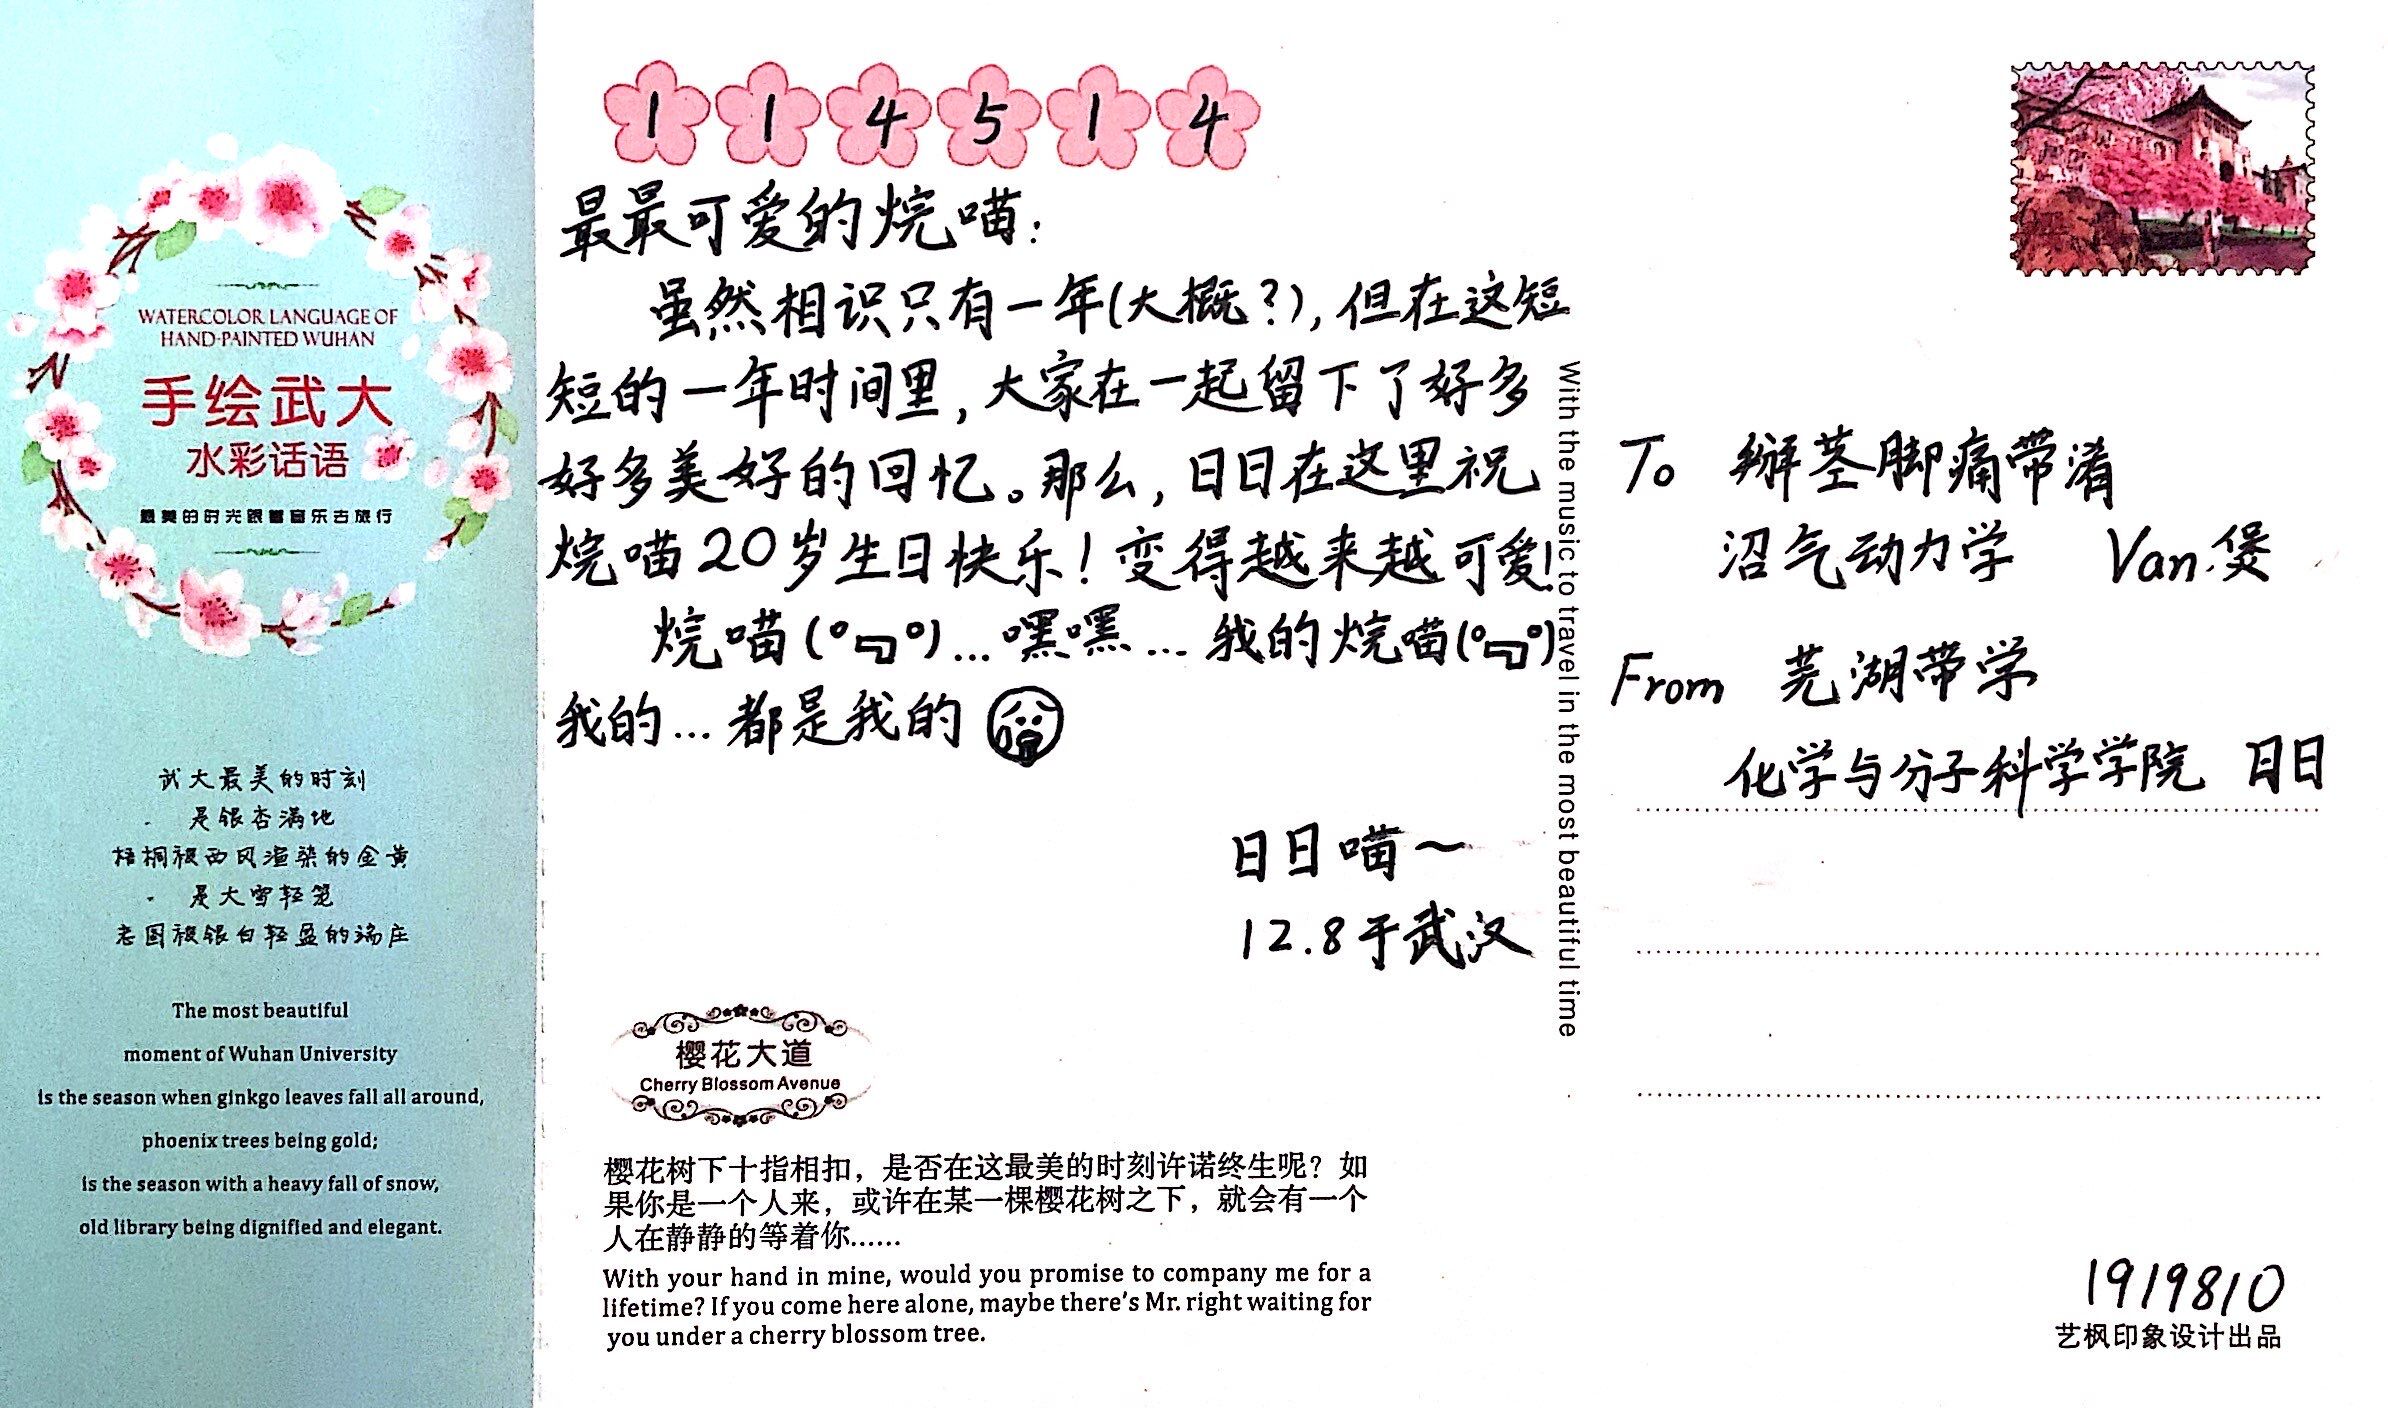 WATERCOLOR LANGUAGE OF
HAND-PAINTED WUHAN
手绘武大
水彩话语
最美的时光跟着音乐去旅行
武大最美的时刻
是银杏满地
梧桐被西风渲染的金黄
是大雪轻笼
老图被银白轻盈的端庄
The most beautiful
moment of Wuhan University
is the season when ginkgo leaves fall all around,
phoenix trees being gold;
is the season with a heavy fall of snow,
old library being dignified and elegant.
114514
最最可爱的烷喵:
虽然相识只有一年(大概?),但在这短
短的一年时间里,大家在一起留下了好多
好多美好的回忆。那么,日日在这里祝
烷喵20岁生日快乐!变得越来越可爱!
烷喵(°﹃°)...嘿嘿...我的烷喵(°﹃°)
我的...都是我的
日日喵~
12.8于武汉
樱花大道
Cherry Blossom Avenue
樱花树下十指相扣，是否在这最美的时刻许诺终生呢？如
果你是一个人来，或许在某一棵樱花树之下，就会有一个
人在静静的等着你……
With your hand in mine, would you promise to company me for a
lifetime? If you come here alone, maybe there's Mr. right waiting for
you under a cherry blossom tree.
With the music to travel in the most beautiful time
To 掰茎脚痛带淆
沼气动力学 Van.煲
From 芜湖带学
化学与分子科学学院 日日
1919810
艺枫印象设计出品